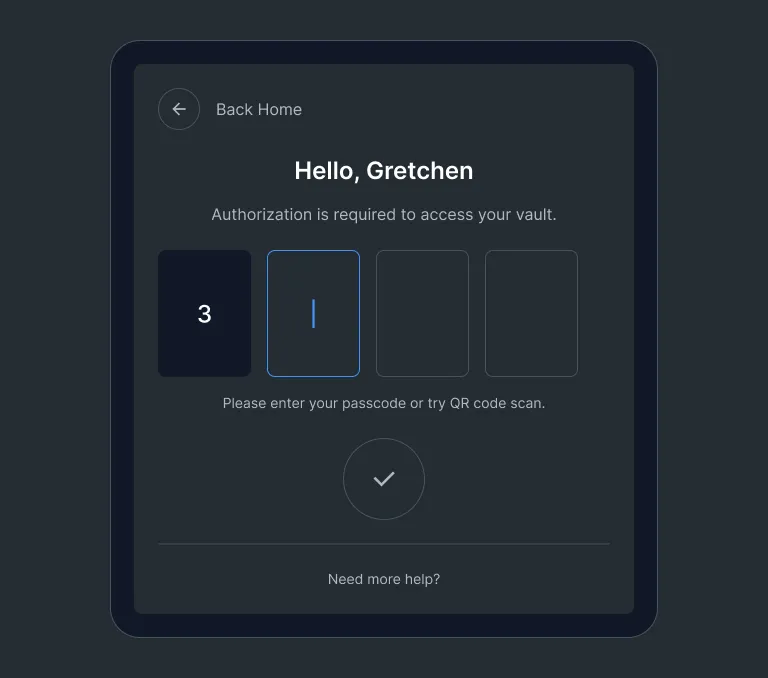 Back Home
Hello, Gretchen
Authorization is required to access your vault.
3
Please enter your passcode or try QR code scan.
Need more help?